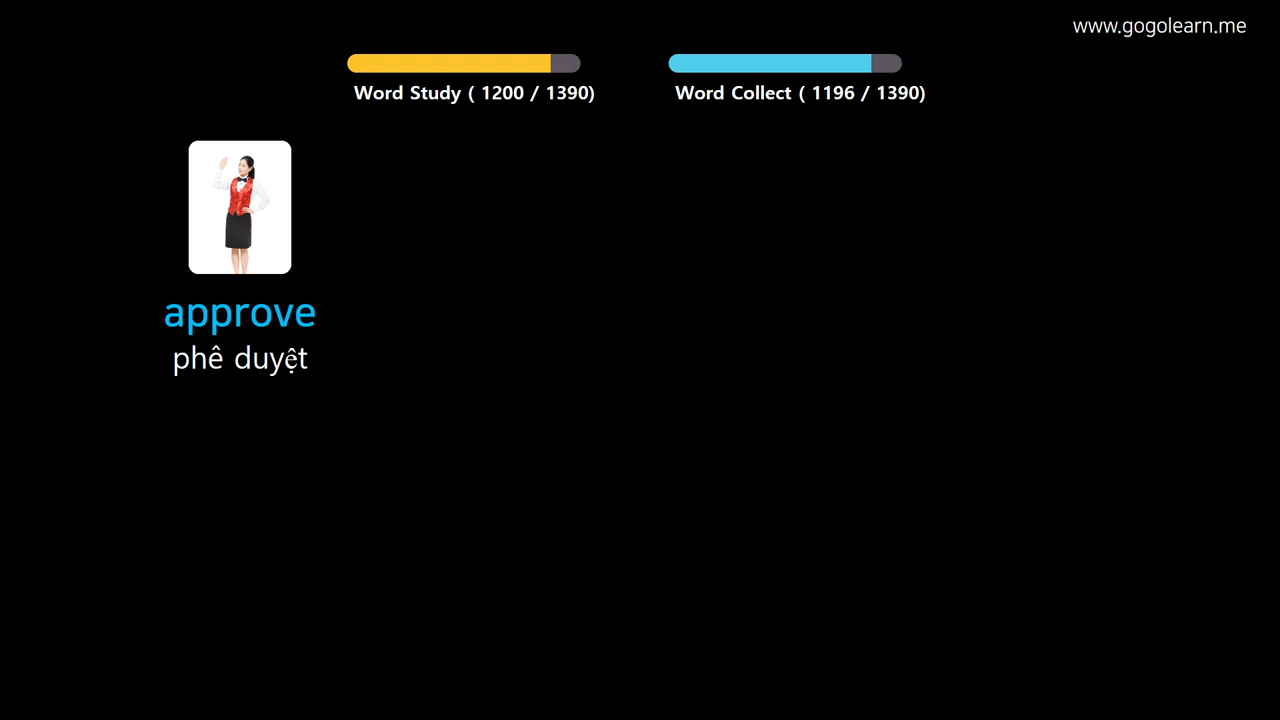 www.gogolearn.me
Word Study ( 1200 / 1390)
Word Collect ( 1196 / 1390)
approve
phê duyệt